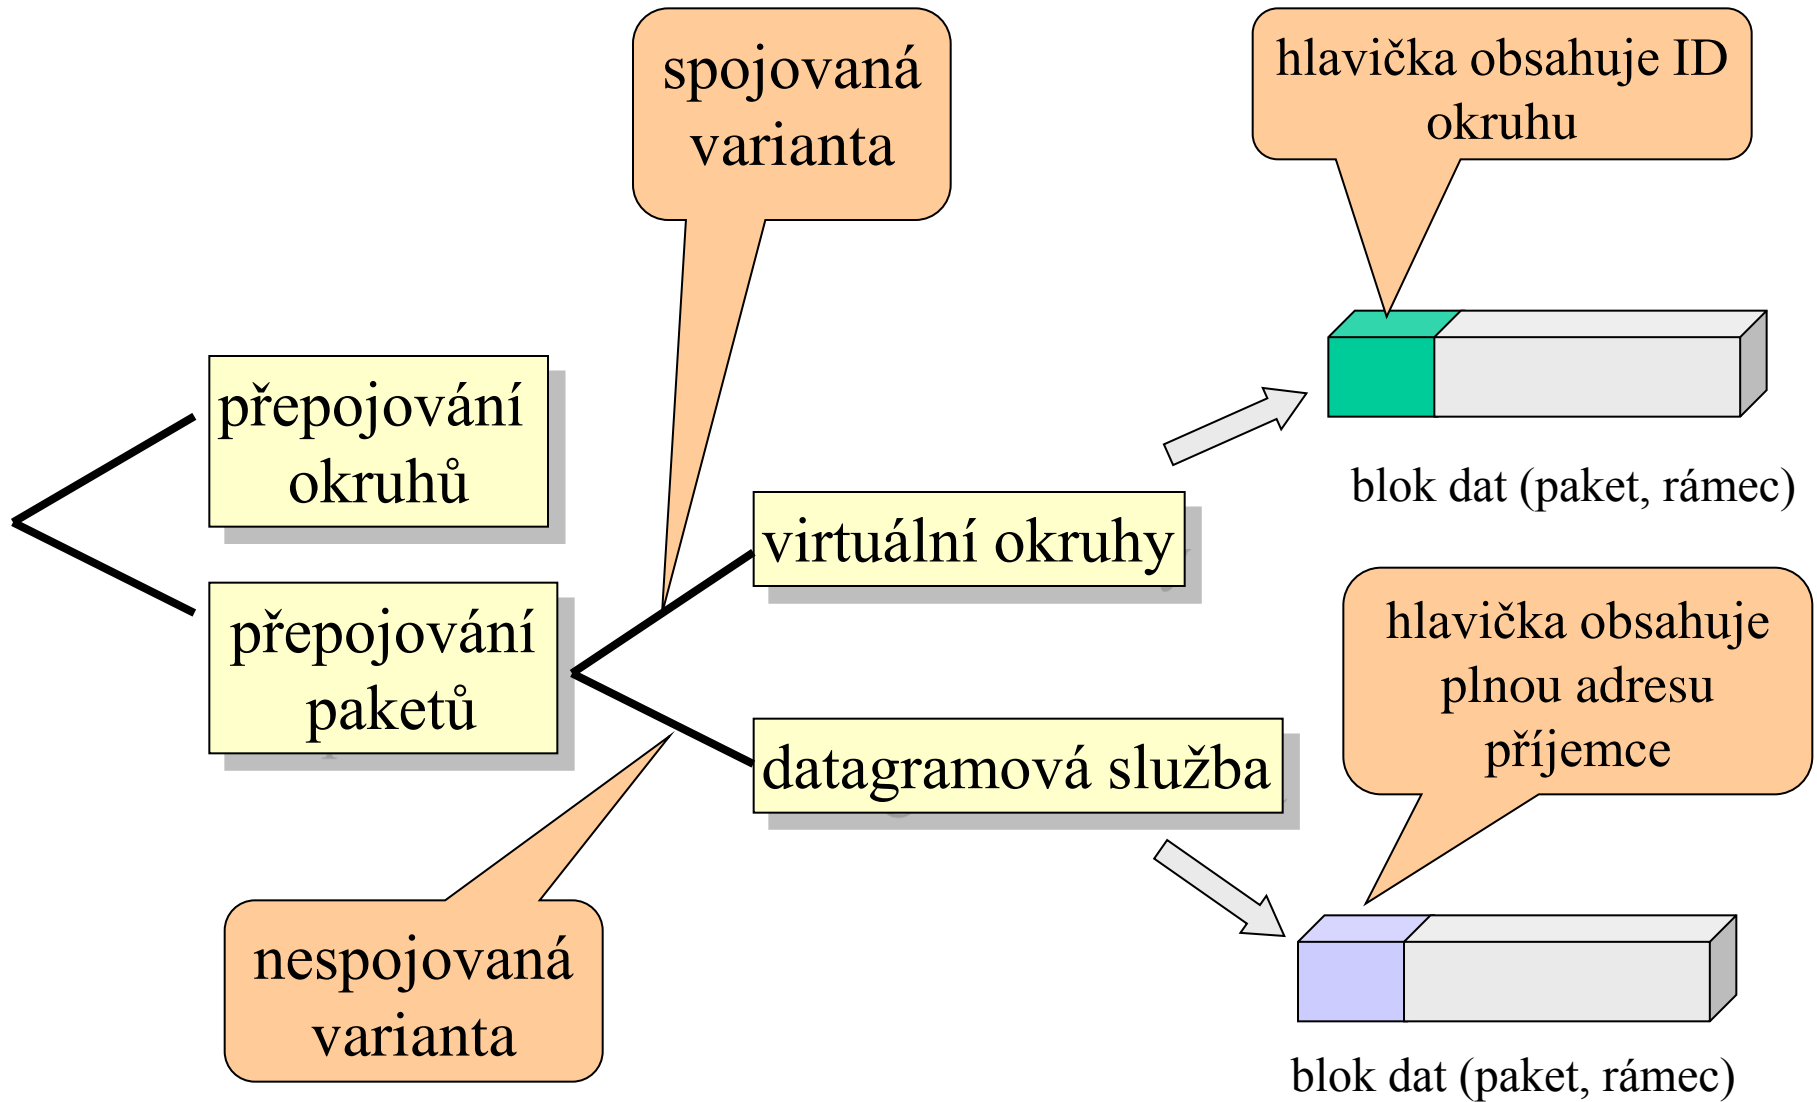 spojovaná
varianta
hlavička obsahuje ID
okruhu
přepojování
okruhů
blok dat (paket, rámec)
virtuální okruhy
přepojování
paketů
hlavička obsahuje
plnou adresu
příjemce
datagramová služba
nespojovaná
varianta
blok dat (paket, rámec)